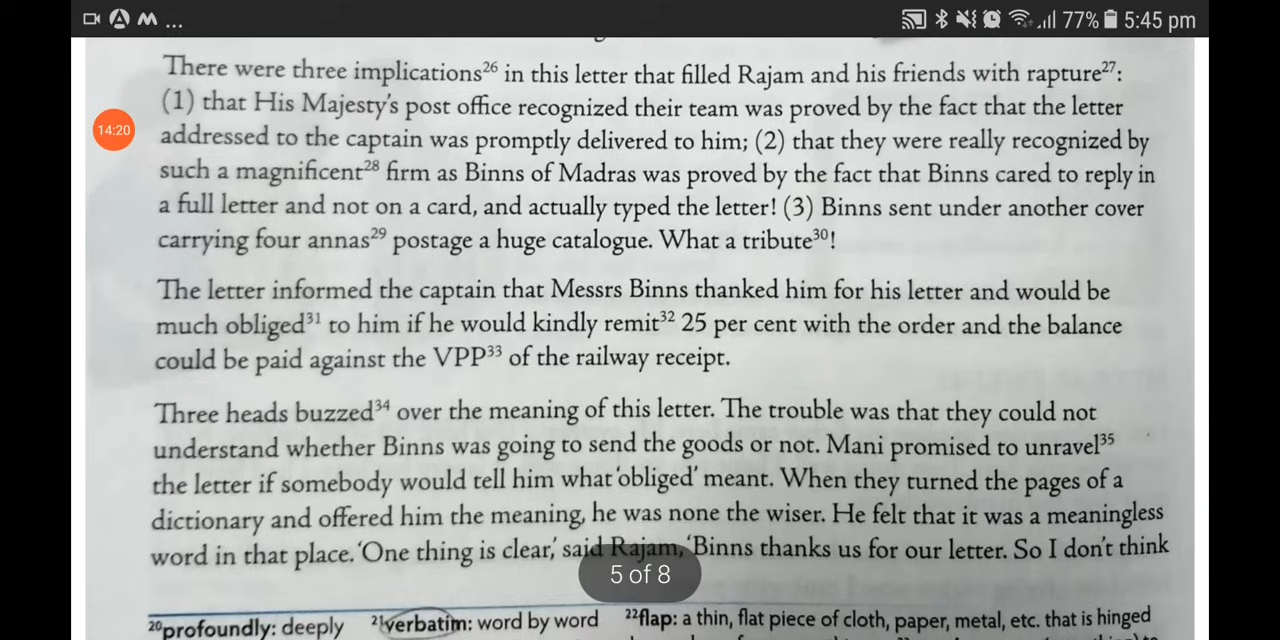 77% 5:45 pm
There were three implications²⁶ in this letter that filled Rajam and his friends with rapture²⁷:
(1) that His Majesty's post office recognized their team was proved by the fact that the letter
14:20
addressed to the captain was promptly delivered to him; (2) that they were really recognized by
such a magnificent²⁸ firm as Binns of Madras was proved by the fact that Binns cared to reply in
a full letter and not on a card, and actually typed the letter! (3) Binns sent under another cover
carrying four annas²⁹ postage a huge catalogue. What a tribute³⁰!
The letter informed the captain that Messrs Binns thanked him for his letter and would be
much obliged³¹ to him if he would kindly remit³² 25 per cent with the order and the balance
could be paid against the VPP³³ of the railway receipt.
Three heads buzzed³⁴ over the meaning of this letter. The trouble was that they could not
understand whether Binns was going to send the goods or not. Mani promised to unravel³⁵
the letter if somebody would tell him what 'obliged' meant. When they turned the pages of a
dictionary and offered him the meaning, he was none the wiser. He felt that it was a meaningless
word in that place. 'One thing is clear,' said Rajam, 'Binns thanks us for our letter. So I don't think
5 of 8
²⁰profoundly: deeply ²¹verbatim: word by word ²²flap: a thin, flat piece of cloth, paper, metal, etc. that is hinged